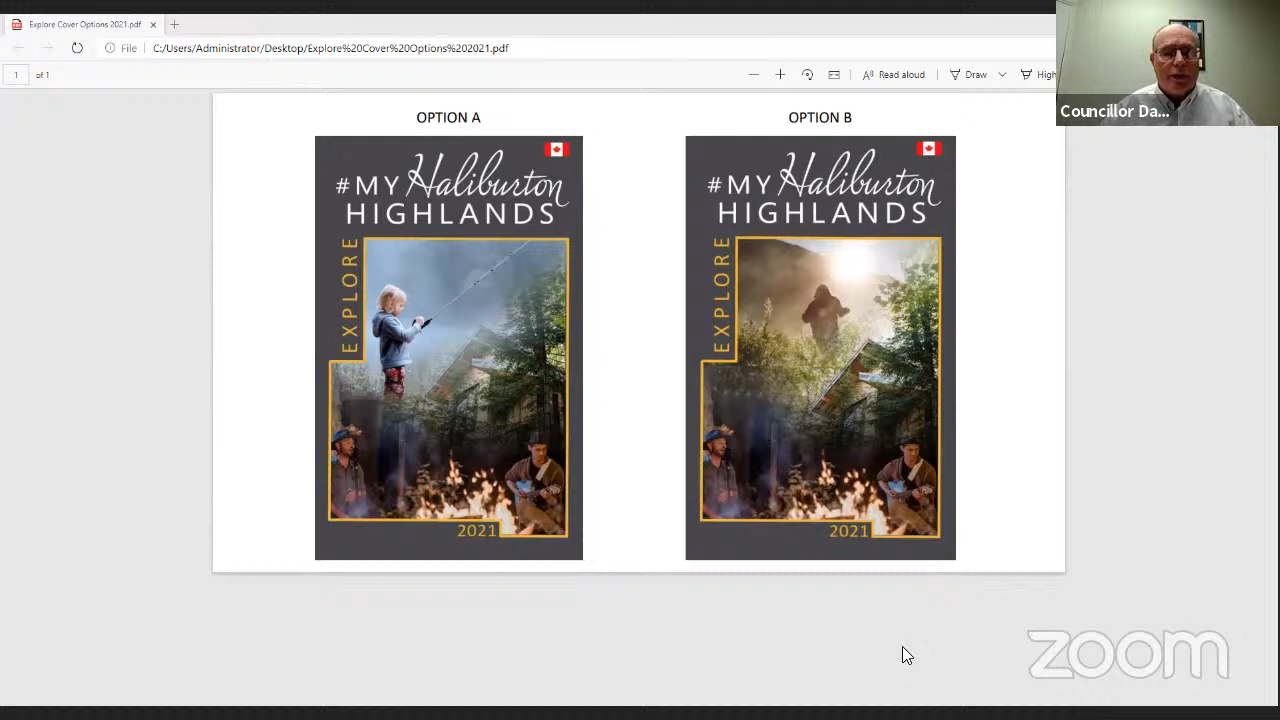 Explore Cover Options 2021.pdf
File
C:/Users/Administrator/Desktop/Explore%20Cover%20Options%202021.pdf
1 of 1
Read aloud
Draw
High
Councillor Da...
OPTION A
#MY Haliburton
HIGHLANDS
EXPLORE
2021
OPTION B
#MY Haliburton
HIGHLANDS
EXPLORE
2021
zoom